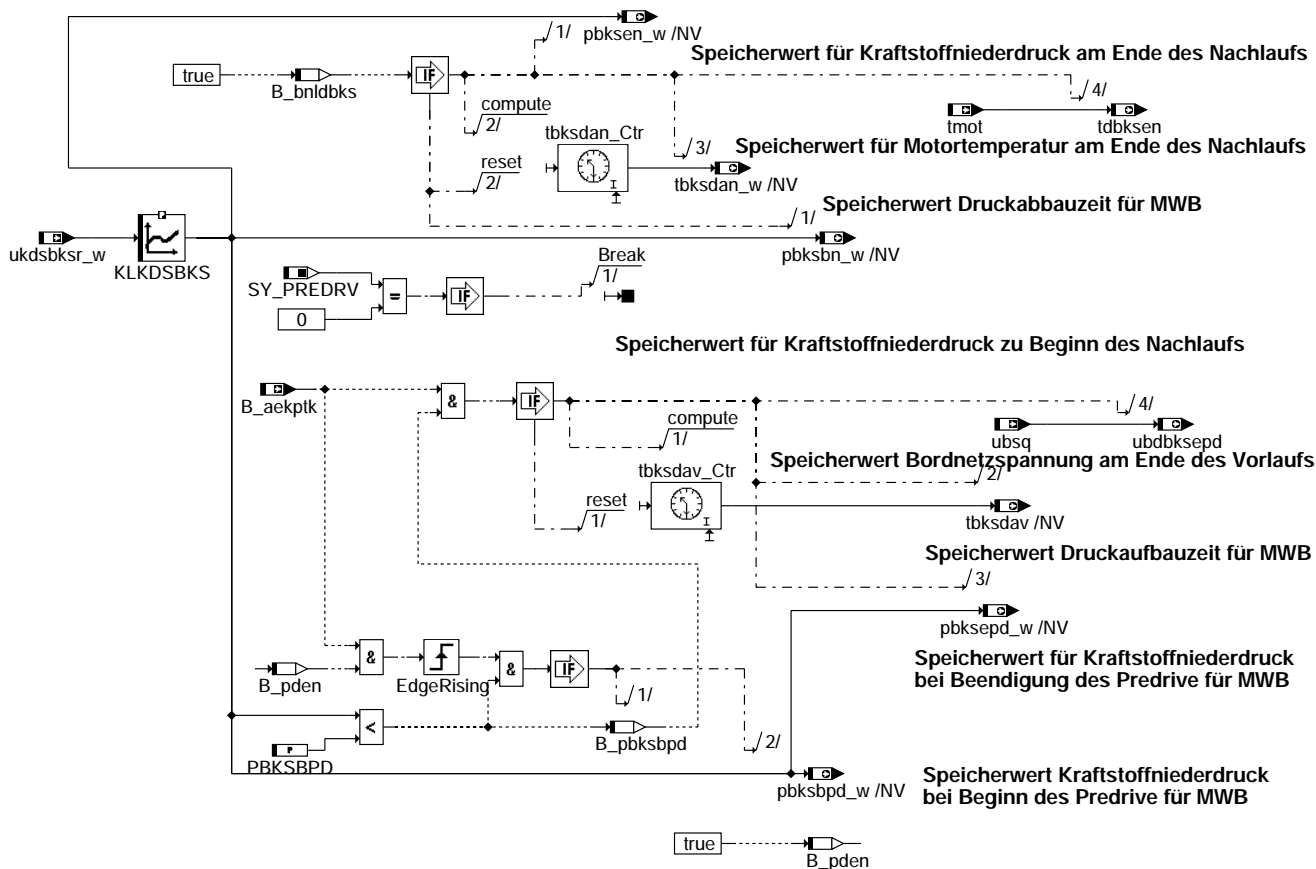 pbksen_w /NV
/1/
Speicherwert für Kraftstoffniederdruck am Ende des Nachlaufs
true
B_bnldbks
IF
/4/
compute
2/
tmot
tdbksen
tbksdan_Ctr
/3/
Speicherwert für Motortemperatur am Ende des Nachlaufs
reset
2/
I
tbksdan_w /NV
Speicherwert Druckabbauzeit für MWB
/1/
ukdsbksr_w
KLKDSBKS
pbksbn_w /NV
Break
1/
SY_PREDRV
=
IF
0
Speicherwert für Kraftstoffniederdruck zu Beginn des Nachlaufs
B_aekptk
&
IF
/4/
compute
1/
ubsq
ubdbksepd
Speicherwert Bordnetzspannung am Ende des Vorlaufs
tbksdav_Ctr
/2/
reset
1/
I
tbksdav /NV
Speicherwert Druckaufbauzeit für MWB
/3/
pbksepd_w /NV
B_pden
&
EdgeRising
&
IF
Speicherwert für Kraftstoffniederdruck
bei Beendigung des Predrive für MWB
/1/
<
B_pbksbpd
/2/
P
PBKSBPD
pbksbpd_w /NV
Speicherwert Kraftstoffniederdruck
bei Beginn des Predrive für MWB
true
B_pden